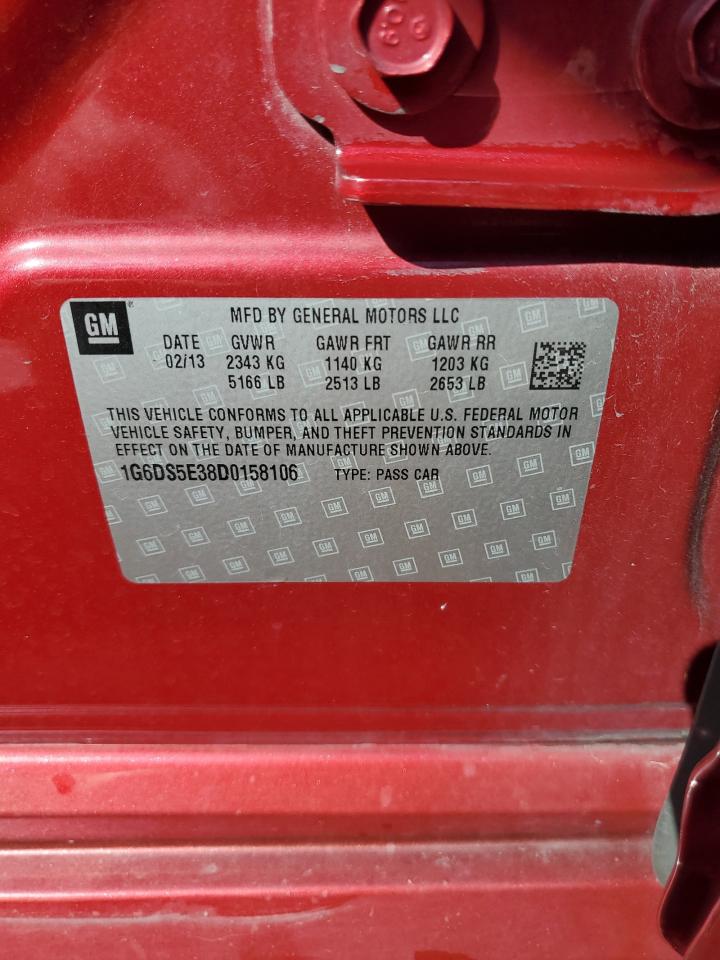 609
GM
MFD BY GENERAL MOTORS LLC
DATE GVWR GAWR FRT GAWR RR
02/13 2343 KG 1140 KG 1203 KG
5166 LB 2513 LB 2653 LB
THIS VEHICLE CONFORMS TO ALL APPLICABLE U.S. FEDERAL MOTOR
VEHICLE SAFETY, BUMPER, AND THEFT PREVENTION STANDARDS IN
EFFECT ON THE DATE OF MANUFACTURE SHOWN ABOVE.
1G6DS5E38D0158106 TYPE: PASS CAR